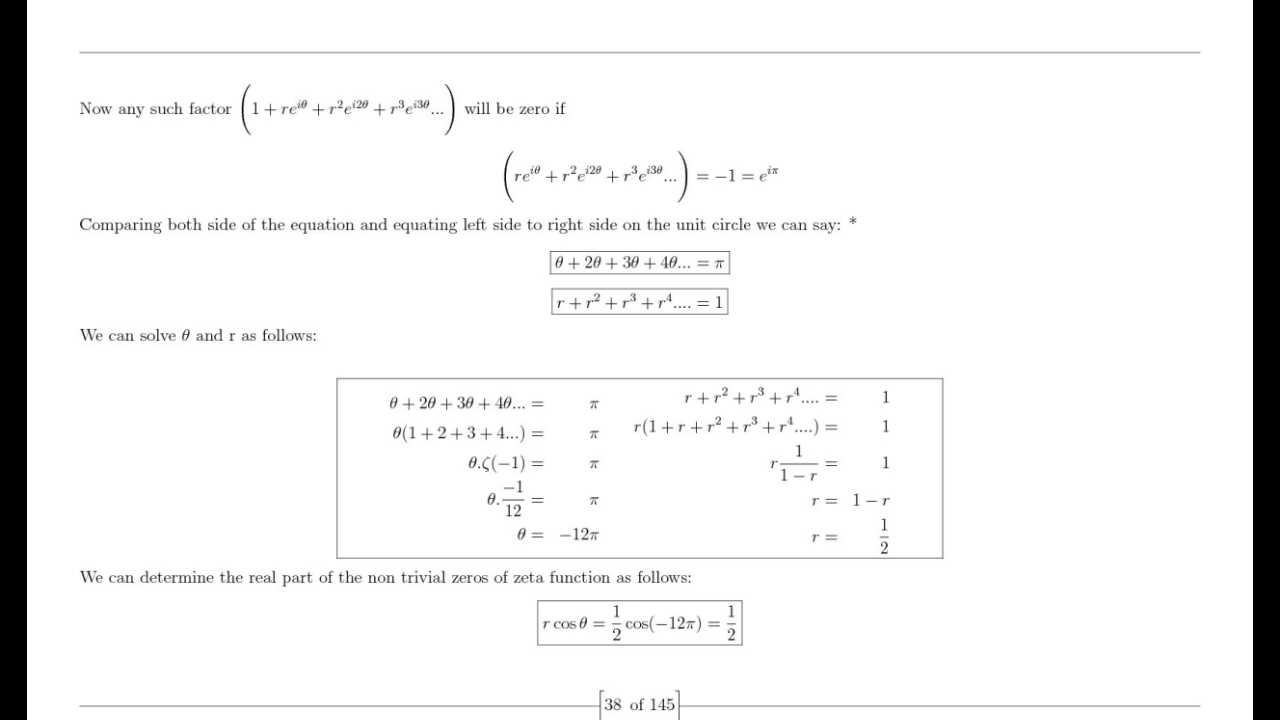 Now any such factor (1 + re^{iθ} + r^2e^{i2θ} + r^3e^{i3θ}...) will be zero if
(re^{iθ} + r^2e^{i2θ} + r^3e^{i3θ}...) = −1 = e^{iπ}
Comparing both side of the equation and equating left side to right side on the unit circle we can say: *
θ + 2θ + 3θ + 4θ... = π
r + r^2 + r^3 + r^4.... = 1
We can solve θ and r as follows:
θ + 2θ + 3θ + 4θ... = π
θ(1 + 2 + 3 + 4...) = π
θ.ζ(−1) = π
θ.\frac{−1}{12} = π
θ = −12π
r + r^2 + r^3 + r^4.... = 1
r(1 + r + r^2 + r^3 + r^4....) = 1
r\frac{1}{1 − r} = 1
r = 1 − r
r = \frac{1}{2}
We can determine the real part of the non trivial zeros of zeta function as follows:
r cos θ = \frac{1}{2} cos(−12π) = \frac{1}{2}
[38 of 145]